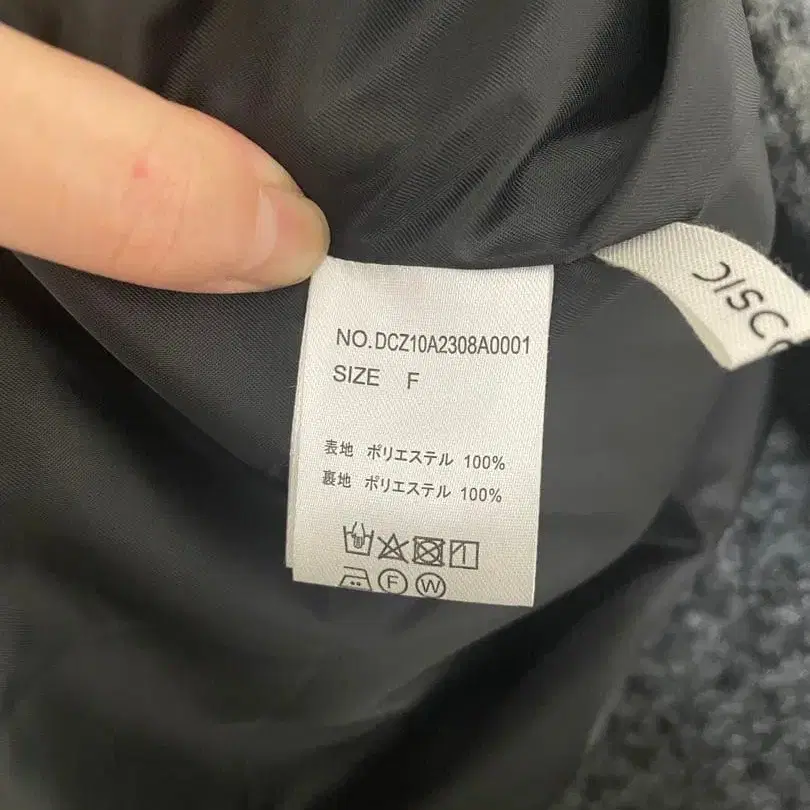 NO.DCZ10A2308A0001
SIZE F
表地 ポリエステル 100%
裏地 ポリエステル 100%
F W